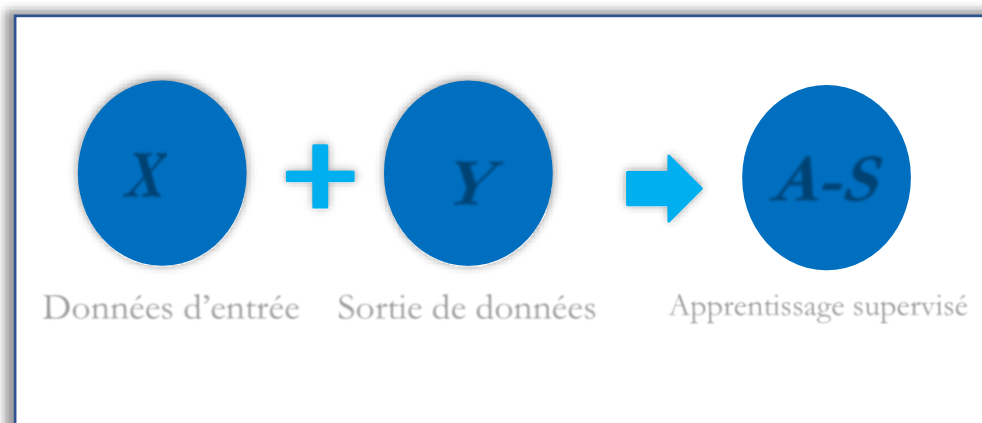 X
Y
A-S
Données d'entrée
Sortie de données
Apprentissage supervisé